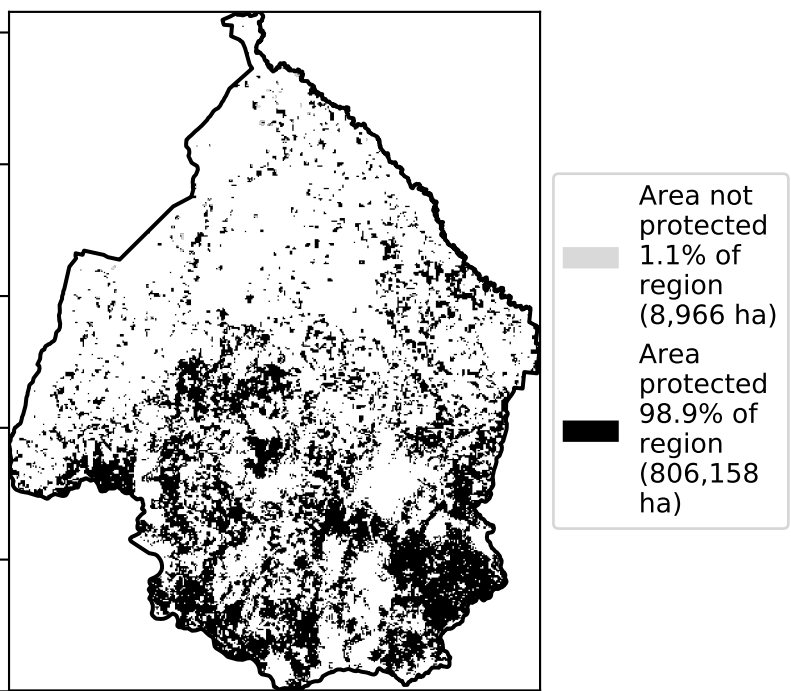 Area not
protected
1.1% of
region
(8,966 ha)
Area
protected
98.9% of
region
(806,158
ha)